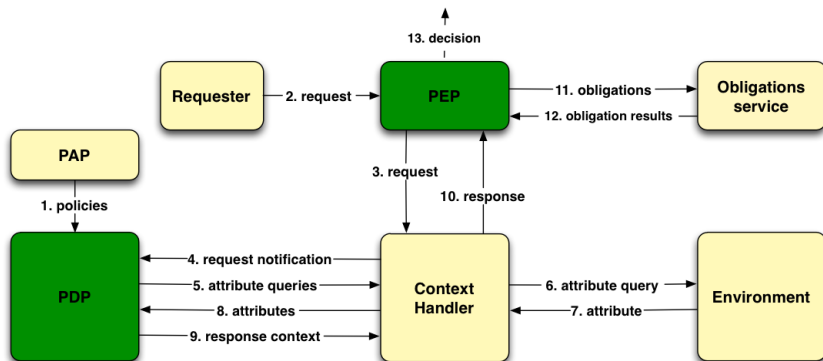 13. decision
Requester
2. request
PEP
11. obligations
12. obligation results
Obligations
service
PAP
3. request
10. response
1. policies
PDP
4. request notification
5. attribute queries
8. attributes
9. response context
Context
Handler
6. attribute query
7. attribute
Environment